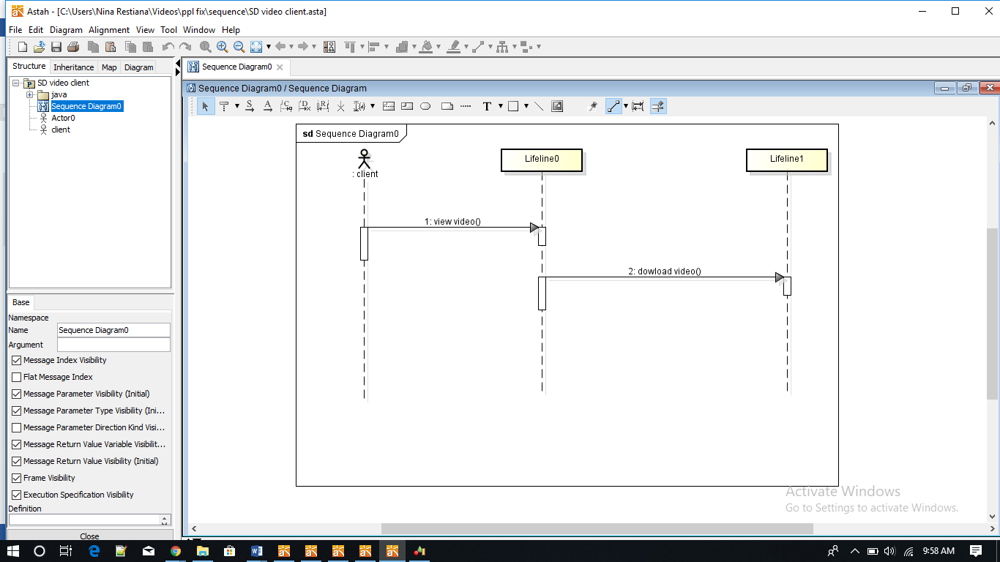 Astah - [C:\Users\Nina Restiana\Videos\ppl fix\sequence\SD video client.asta]
File Edit Diagram Alignment View Tool Window Help
Structure Inheritance Map Diagram
SD video client
java
Sequence Diagram0
Actor0
client
Base
Namespace
Name Sequence Diagram0
Argument
Message Index Visibility
Flat Message Index
Message Parameter Visibility (Initial)
Message Parameter Type Visibility (Ini...
Message Parameter Direction Kind Visi...
Message Return Value Variable Visibilit...
Message Return Value Visibility (Initial)
Frame Visibility
Execution Specification Visibility
Definition
Close
Sequence Diagram0
Sequence Diagram0 / Sequence Diagram
T
sd Sequence Diagram0
: client
Lifeline0
Lifeline1
1: view video()
2: dowload video()
Activate Windows
Go to Settings to activate Windows.
9:58 AM